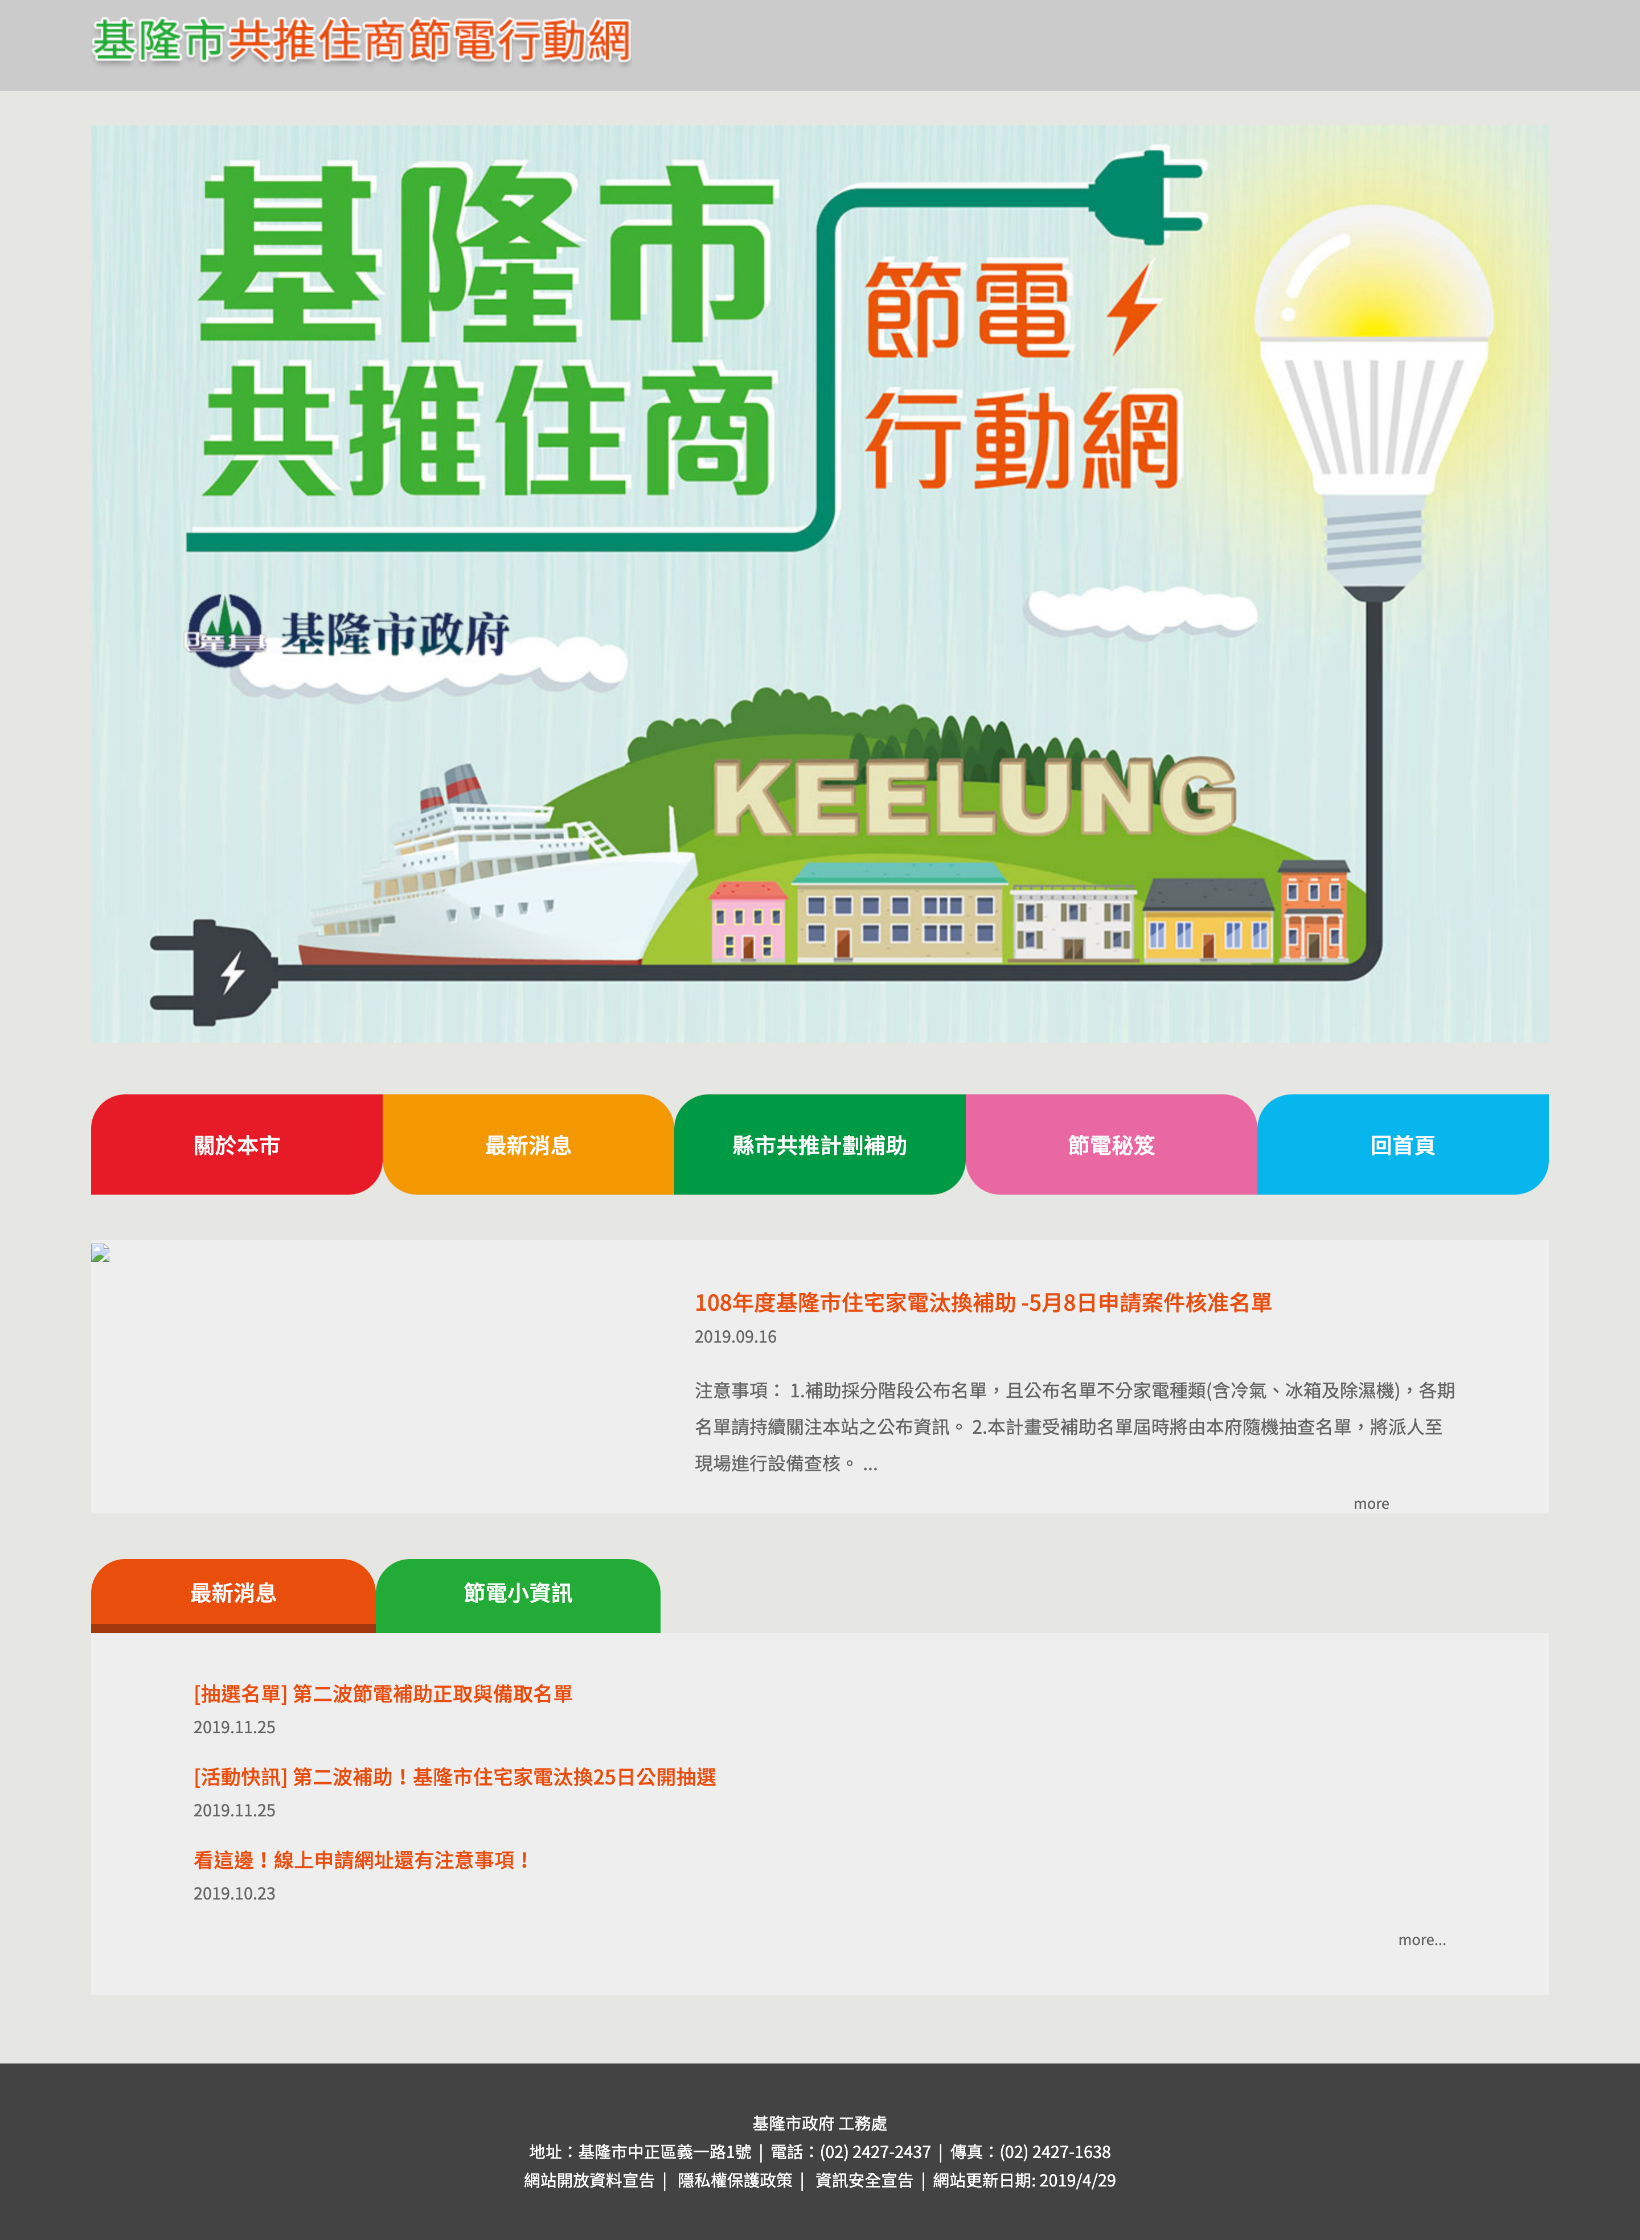 基隆市共推住商節電行動網
基隆市
共推住商
節電
行動網
基隆市政府
KEELUNG
關於本市
最新消息
縣市共推計劃補助
節電秘笈
回首頁
108年度基隆市住宅家電汰換補助 -5月8日申請案件核准名單
2019.09.16
注意事項： 1.補助採分階段公布名單，且公布名單不分家電種類(含冷氣、冰箱及除濕機)，各期
名單請持續關注本站之公布資訊。 2.本計畫受補助名單屆時將由本府隨機抽查名單，將派人至
現場進行設備查核。 ...
more
最新消息
節電小資訊
[抽選名單] 第二波節電補助正取與備取名單
2019.11.25
[活動快訊] 第二波補助！基隆市住宅家電汰換25日公開抽選
2019.11.25
看這邊！線上申請網址還有注意事項！
2019.10.23
more...
基隆市政府 工務處
地址：基隆市中正區義一路1號 | 電話：(02) 2427-2437 | 傳真：(02) 2427-1638
網站開放資料宣告 | 隱私權保護政策 | 資訊安全宣告 | 網站更新日期: 2019/4/29